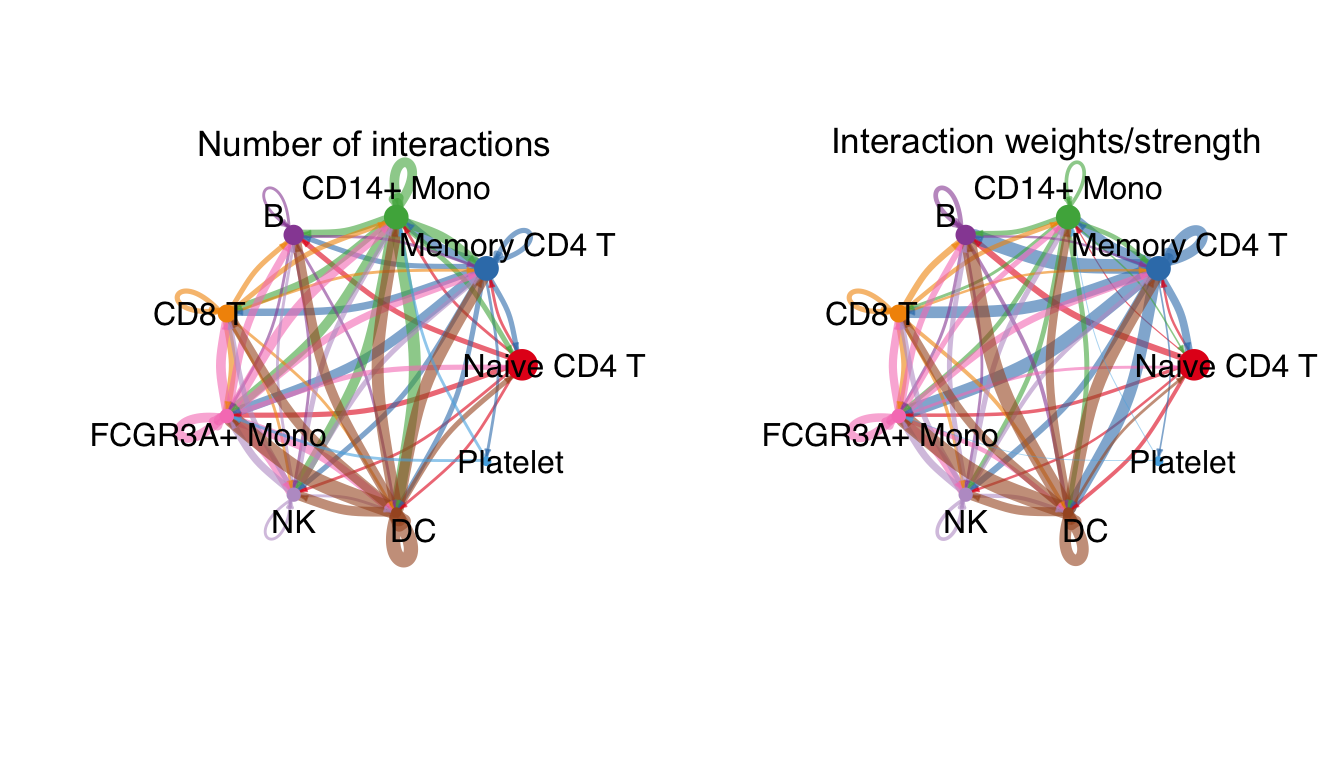 Number of interactions
CD14+ Mono
B
Memory CD4 T
CD8 T
Naive CD4 T
FCGR3A+ Mono
Platelet
NK
DC
Interaction weights/strength
CD14+ Mono
B
Memory CD4 T
CD8 T
Naive CD4 T
FCGR3A+ Mono
Platelet
NK
DC